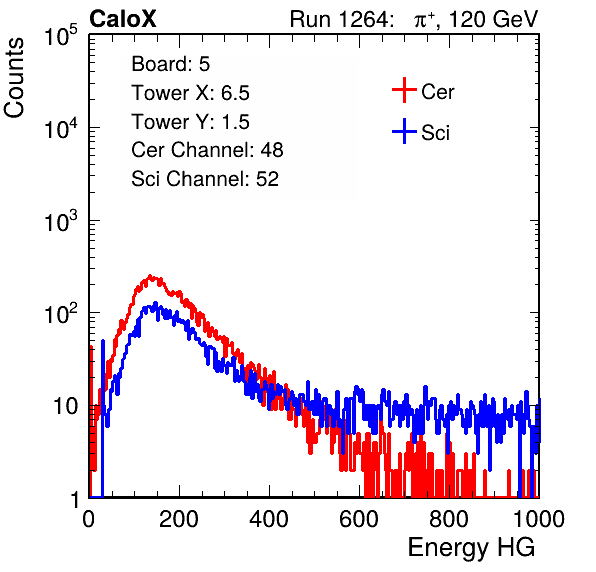 CaloX Run 1264: π⁺, 120 GeV
Counts
10⁵
10⁴
10³
10²
10
1
Board: 5
Tower X: 6.5
Tower Y: 1.5
Cer Channel: 48
Sci Channel: 52
Cer
Sci
0 200 400 600 800 1000
Energy HG